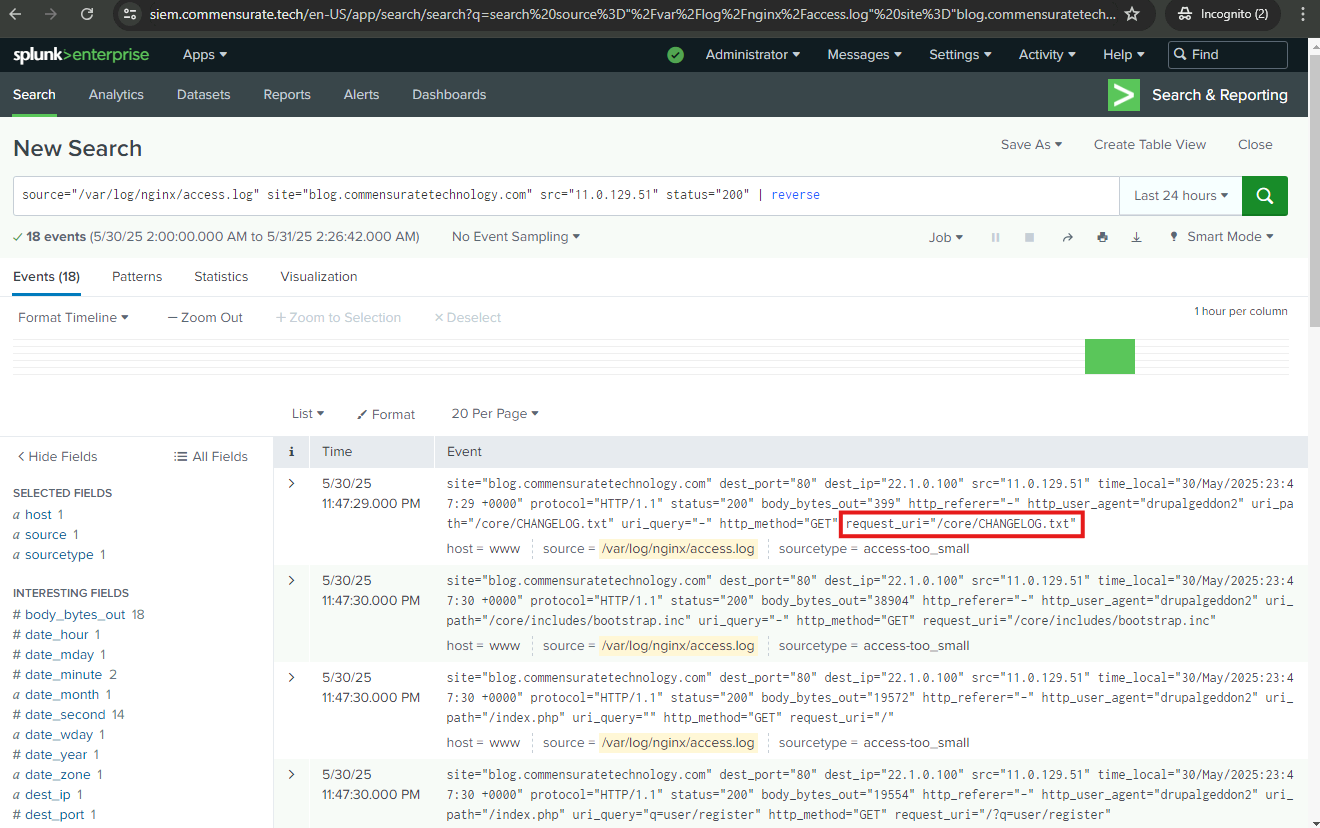 siem.commensurate.tech/en-US/app/search/search?q=search%20source%3D"%2Fvar%2Flog%2Fnginx%2Faccess.log"%20site%3D"blog.commensuratetech...
Incognito (2)
splunk>enterprise
Apps
Administrator
Messages
Settings
Activity
Help
Find
Search
Analytics
Datasets
Reports
Alerts
Dashboards
Search & Reporting
New Search
Save As
Create Table View
Close
source="/var/log/nginx/access.log" site="blog.commensuratetechnology.com" src="11.0.129.51" status="200" | reverse
Last 24 hours
18 events (5/30/25 2:00:00.000 AM to 5/31/25 2:26:42.000 AM)
No Event Sampling
Job
Smart Mode
Events (18)
Patterns
Statistics
Visualization
Format Timeline
— Zoom Out
+ Zoom to Selection
× Deselect
1 hour per column
List
Format
20 Per Page
< Hide Fields
All Fields
SELECTED FIELDS
a host 1
a source 1
a sourcetype 1
INTERESTING FIELDS
# body_bytes_out 18
# date_hour 1
# date_mday 1
# date_minute 2
a date_month 1
# date_second 14
a date_wday 1
# date_year 1
a date_zone 1
a dest_ip 1
# dest_port 1
i
Time
Event
5/30/25
11:47:29.000 PM
site="blog.commensuratetechnology.com" dest_port="80" dest_ip="22.1.0.100" src="11.0.129.51" time_local="30/May/2025:23:4
7:29 +0000" protocol="HTTP/1.1" status="200" body_bytes_out="399" http_referer="-" http_user_agent="drupalgeddon2" uri_pa
th="/core/CHANGELOG.txt" uri_query="-" http_method="GET" request_uri="/core/CHANGELOG.txt"
host = www
source = /var/log/nginx/access.log
sourcetype = access-too_small
5/30/25
11:47:30.000 PM
site="blog.commensuratetechnology.com" dest_port="80" dest_ip="22.1.0.100" src="11.0.129.51" time_local="30/May/2025:23:4
7:30 +0000" protocol="HTTP/1.1" status="200" body_bytes_out="38904" http_referer="-" http_user_agent="drupalgeddon2" uri_
path="/core/includes/bootstrap.inc" uri_query="-" http_method="GET" request_uri="/core/includes/bootstrap.inc"
host = www
source = /var/log/nginx/access.log
sourcetype = access-too_small
5/30/25
11:47:30.000 PM
site="blog.commensuratetechnology.com" dest_port="80" dest_ip="22.1.0.100" src="11.0.129.51" time_local="30/May/2025:23:4
7:30 +0000" protocol="HTTP/1.1" status="200" body_bytes_out="19572" http_referer="-" http_user_agent="drupalgeddon2" uri_
path="/index.php" uri_query="" http_method="GET" request_uri="/"
host = www
source = /var/log/nginx/access.log
sourcetype = access-too_small
5/30/25
11:47:30.000 PM
site="blog.commensuratetechnology.com" dest_port="80" dest_ip="22.1.0.100" src="11.0.129.51" time_local="30/May/2025:23:4
7:30 +0000" protocol="HTTP/1.1" status="200" body_bytes_out="19554" http_referer="-" http_user_agent="drupalgeddon2" uri_
path="/index.php" uri_query="q=user/register" http_method="GET" request_uri="/?q=user/register"